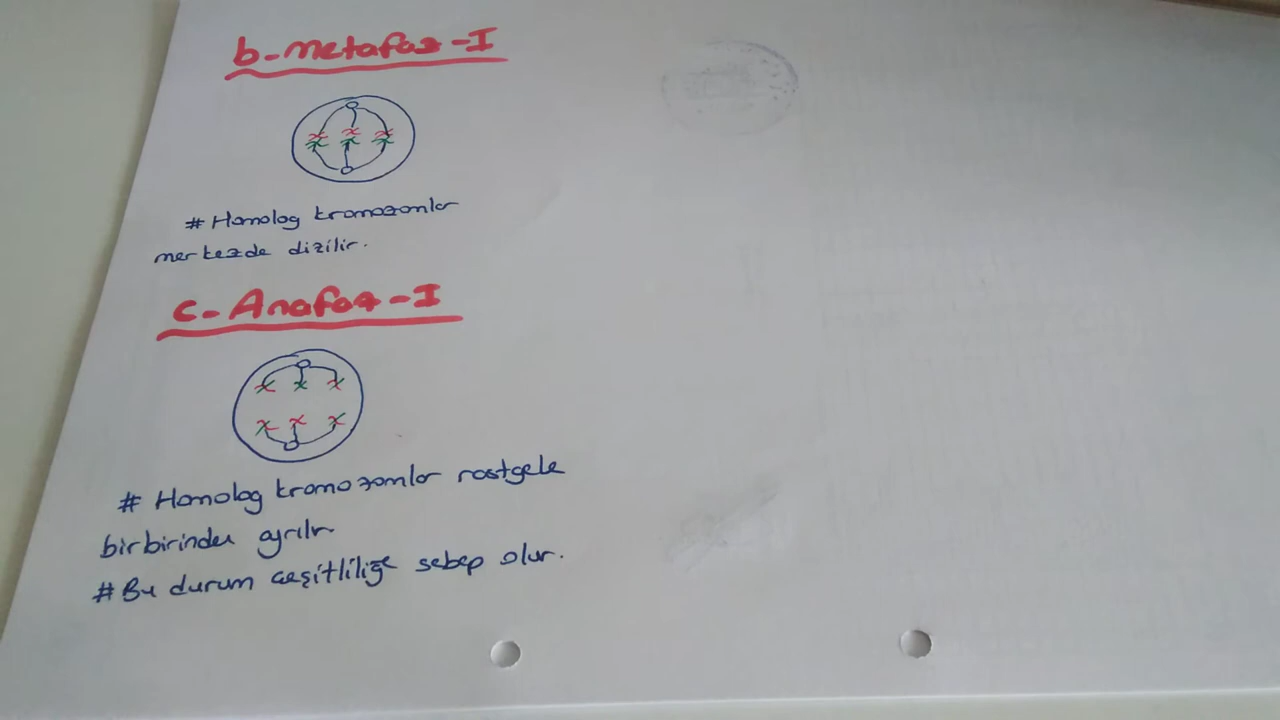 b-Metafaz-I
# Homolog kromozomlar
merkezde dizilir.
c- Anafaz-I
# Homolog kromozomlar rastgele
birbirinden ayrılır.
# Bu durum çeşitliliğe sebep olur.